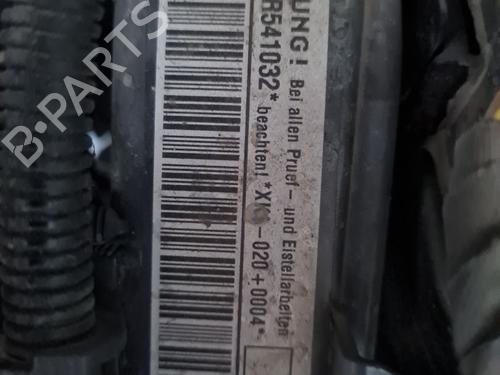 UNG! Bei allen Pruef - und Eistellarbeiten
beachten! -020+0004*
R541032*
B-PARTS